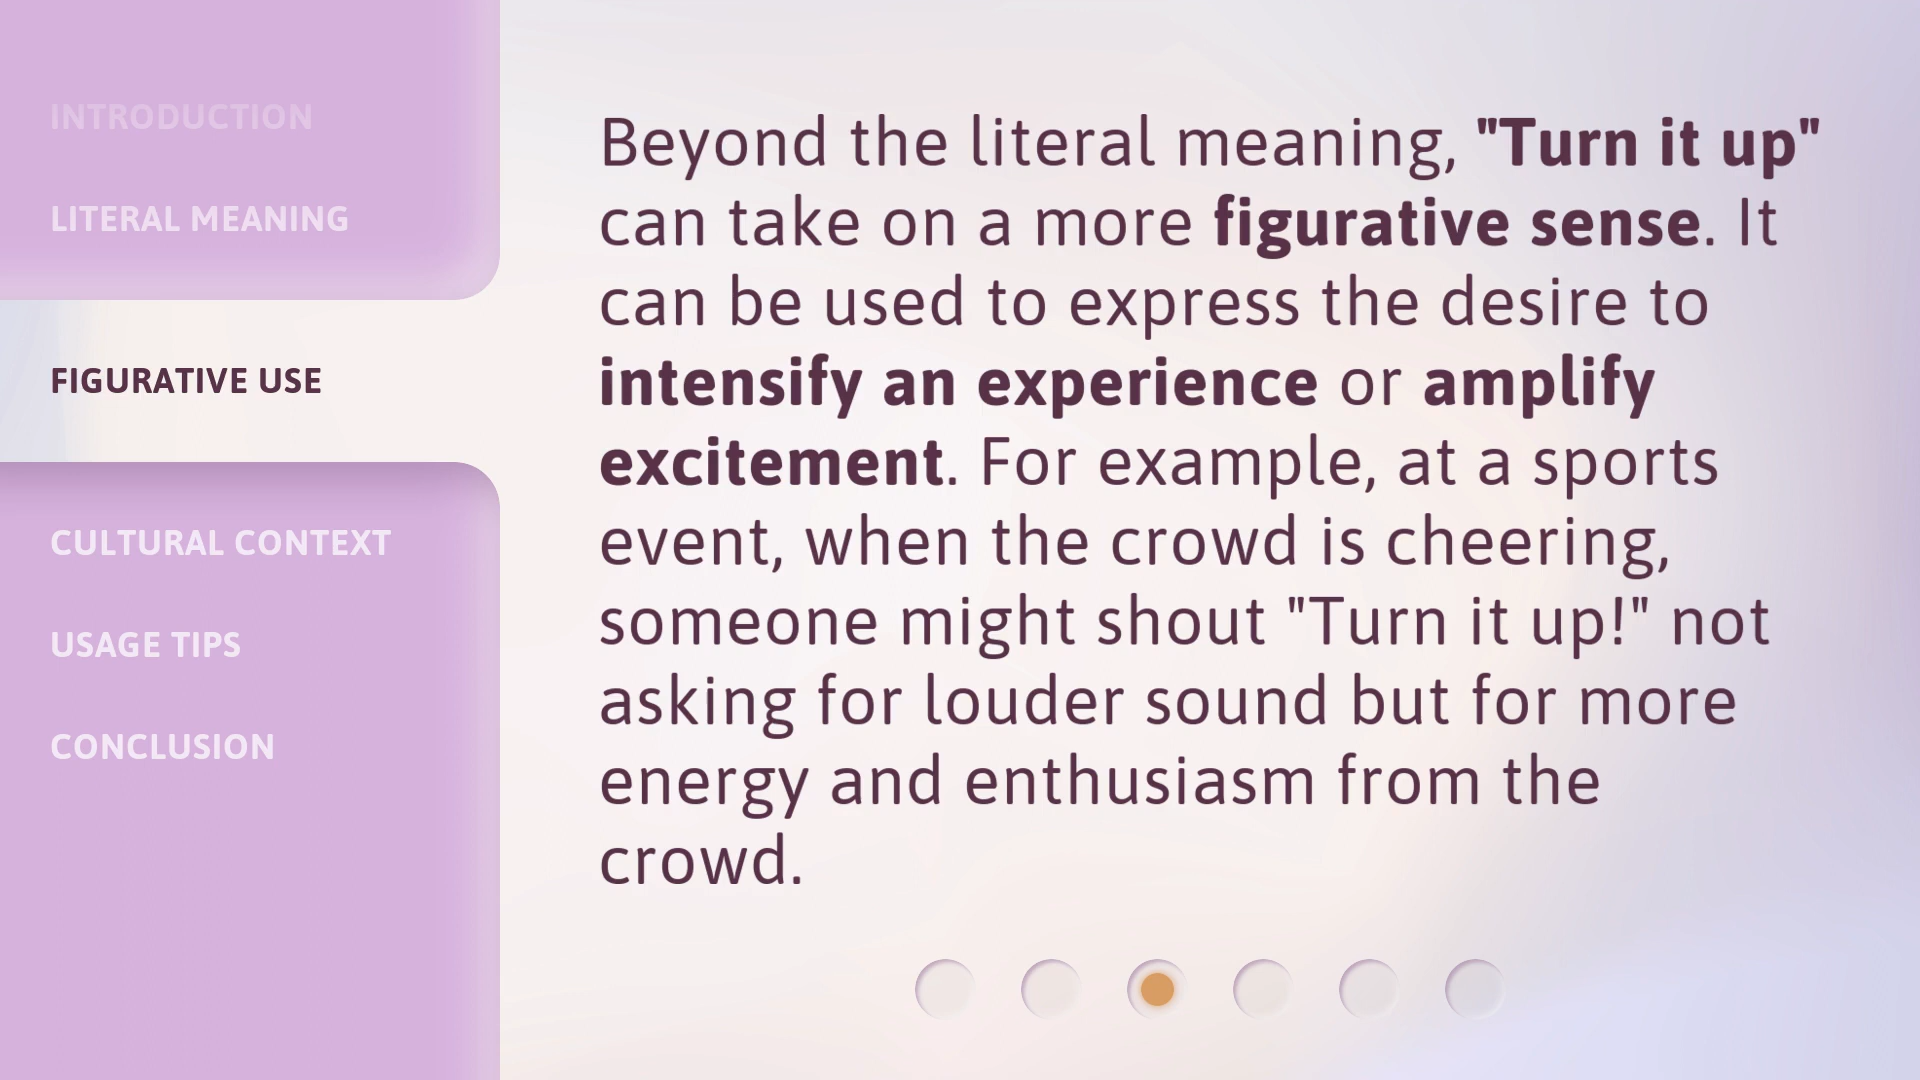 INTRODUCTION
LITERAL MEANING
FIGURATIVE USE
CULTURAL CONTEXT
USAGE TIPS
CONCLUSION
Beyond the literal meaning, "Turn it up"
can take on a more figurative sense. It
can be used to express the desire to
intensify an experience or amplify
excitement. For example, at a sports
event, when the crowd is cheering,
someone might shout "Turn it up!" not
asking for louder sound but for more
energy and enthusiasm from the
crowd.